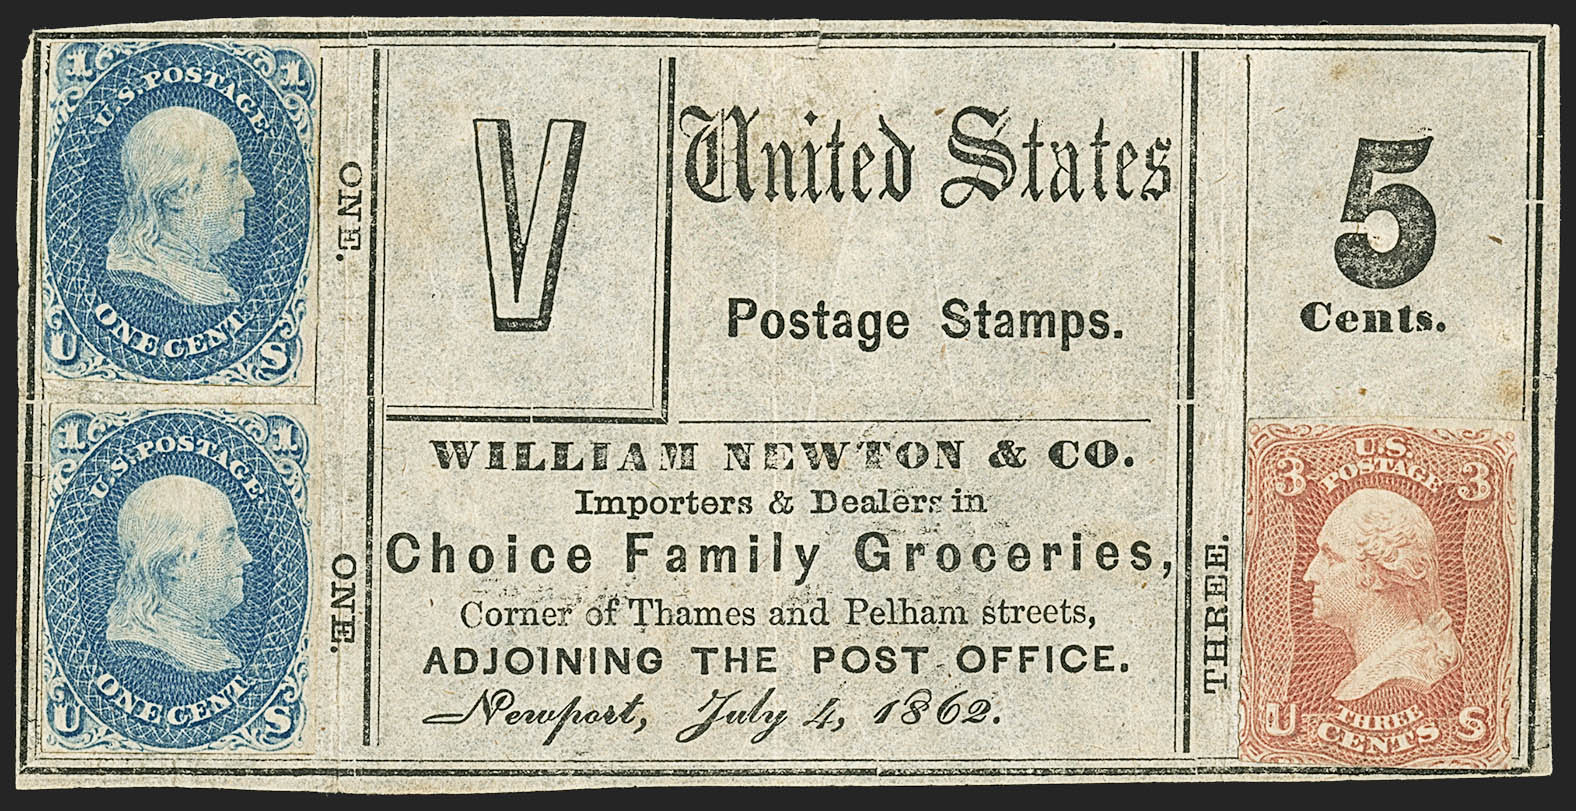 1 1
U.S. POSTAGE
ONE CENT
U S
ONE.
1 1
U.S. POSTAGE
ONE CENT
U S
ONE.
V
United States
Postage Stamps.
WILLIAM NEWTON & CO.
Importers & Dealers in
Choice Family Groceries,
Corner of Thames and Pelham streets,
ADJOINING THE POST OFFICE.
Newport, July 4, 1862.
5
Cents.
THREE.
3 3
U.S.
POSTAGE
THREE
U CENTS S